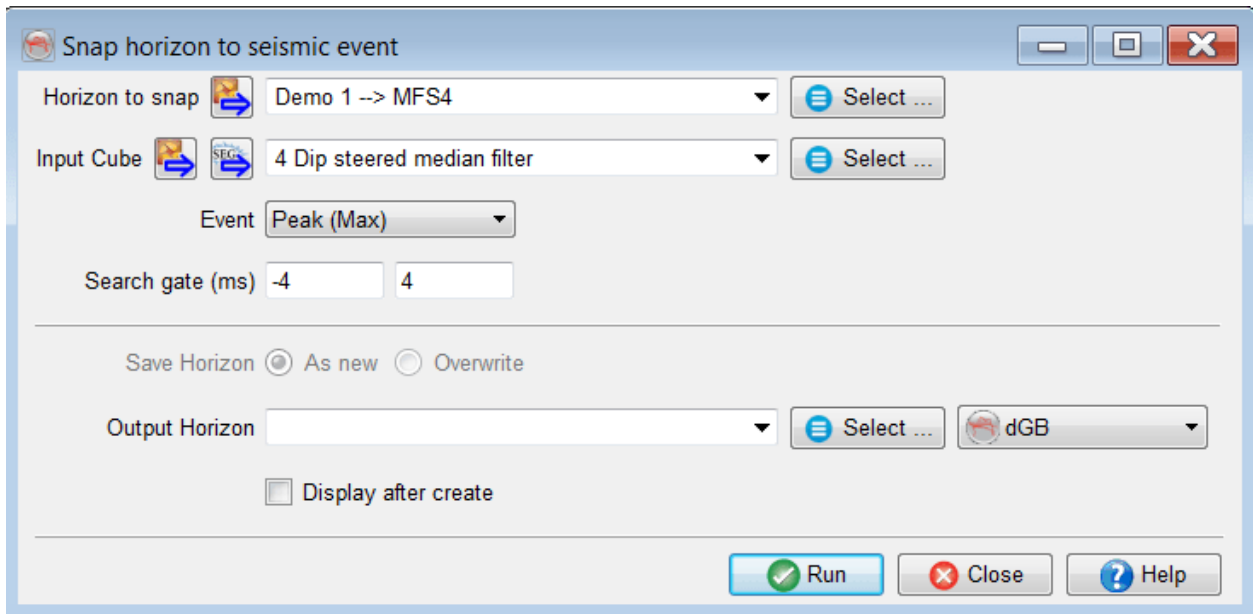 Snap horizon to seismic event
Horizon to snap Demo 1 --> MFS4 Select ...
Input Cube SEG 4 Dip steered median filter Select ...
Event Peak (Max)
Search gate (ms) -4 4
Save Horizon As new Overwrite
Output Horizon Select ... dGB
Display after create
Run Close Help